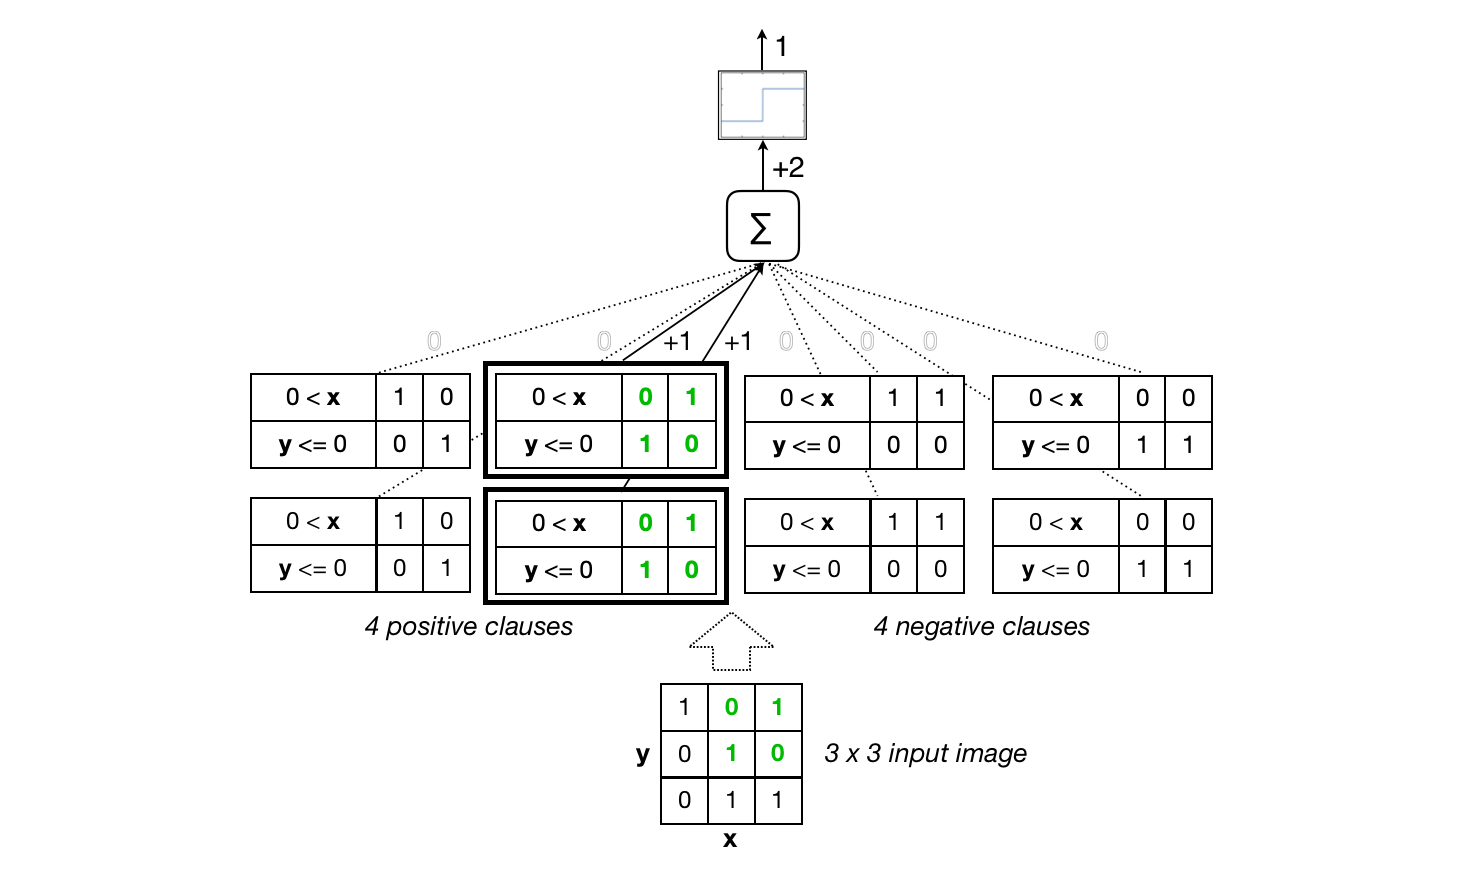 1
+2
∑
0 0 +1 +1 0 0 0 0
0 < x 1 0 0 < x 0 1 0 < x 1 1 0 < x 0 0
y <= 0 0 1 y <= 0 1 0 y <= 0 0 0 y <= 0 1 1
0 < x 1 0 0 < x 0 1 0 < x 1 1 0 < x 0 0
y <= 0 0 1 y <= 0 1 0 y <= 0 0 0 y <= 0 1 1
4 positive clauses 4 negative clauses
1 0 1
y 0 1 0 3 x 3 input image
0 1 1
x